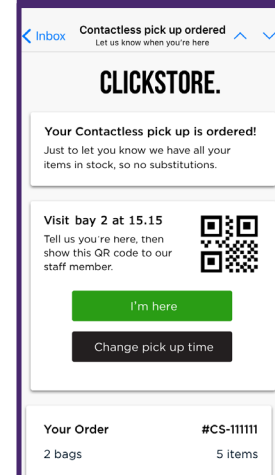 Inbox
Contactless pick up ordered
Let us know when you're here
CLICKSTORE.
Your Contactless pick up is ordered!
Just to let you know we have all your
items in stock, so no substitutions.
Visit bay 2 at 15.15
Tell us you're here, then
show this QR code to our
staff member.
I'm here
Change pick up time
Your Order #CS-111111
2 bags 5 items